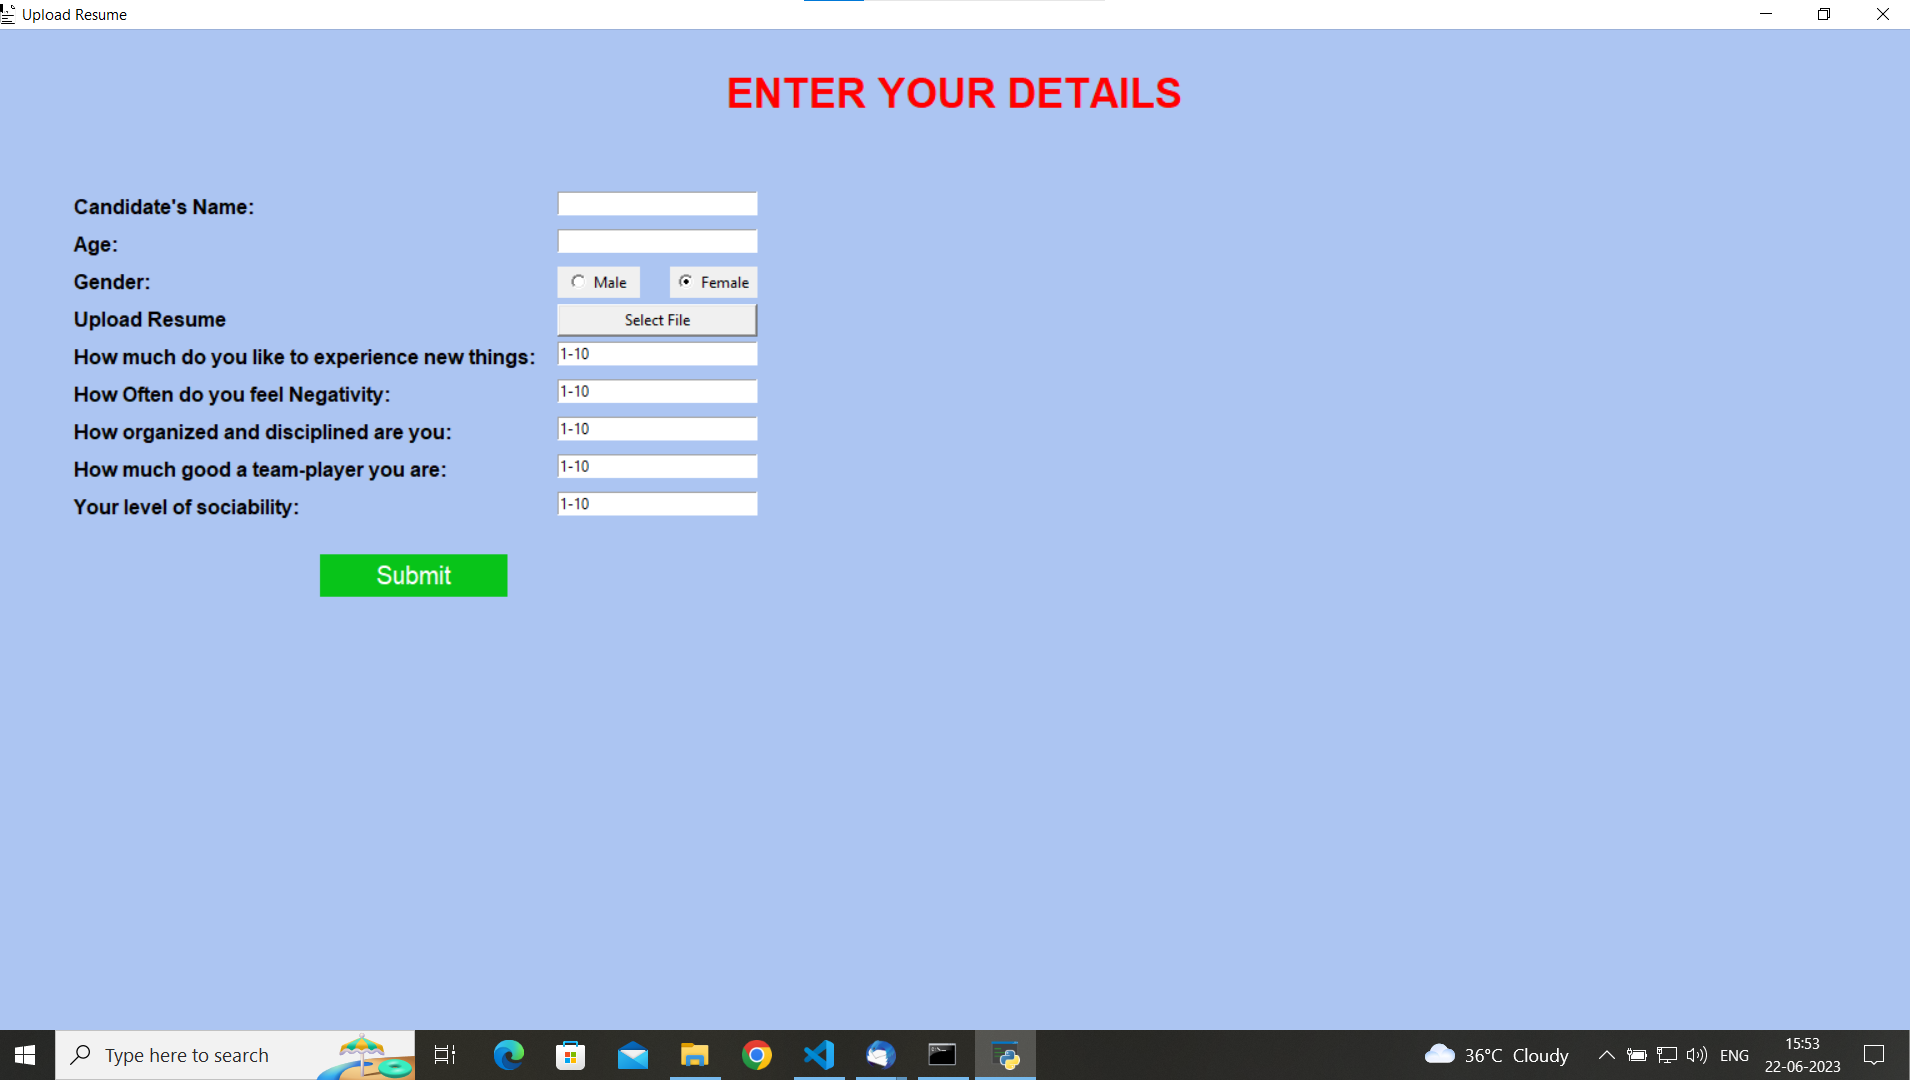 Upload Resume
ENTER YOUR DETAILS
Candidate's Name:
Age:
Gender: Male Female
Upload Resume Select File
How much do you like to experience new things: 1-10
How Often do you feel Negativity: 1-10
How organized and disciplined are you: 1-10
How much good a team-player you are: 1-10
Your level of sociability: 1-10
Submit
Type here to search 36°C Cloudy ENG 15:53
22-06-2023